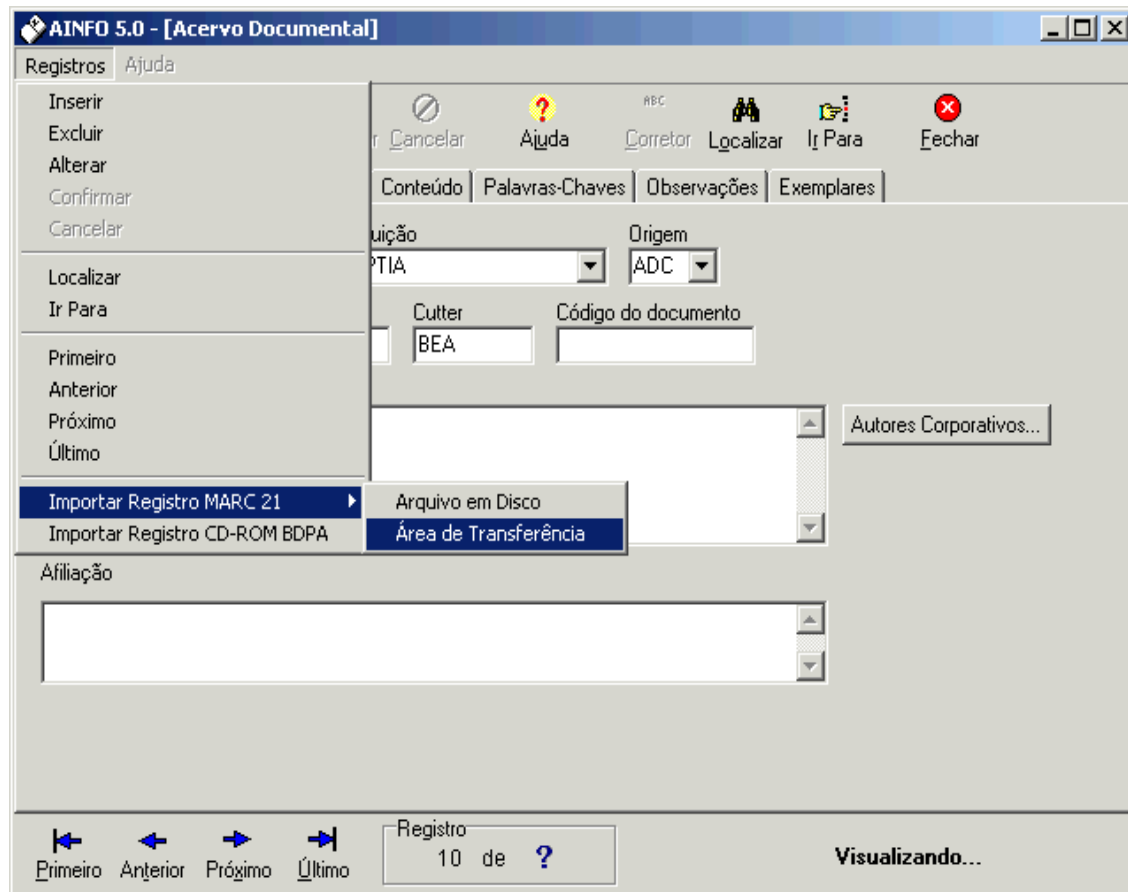 AINFO 5.0 - [Acervo Documental]
Registros Ajuda
Inserir
Excluir
Alterar
Confirmar
Cancelar
Localizar
Ir Para
Primeiro
Anterior
Próximo
Último
Importar Registro MARC 21
Importar Registro CD-ROM BDPA
Arquivo em Disco
Área de Transferência
r Cancelar Ajuda ABC Corretor Localizar Ir Para Fechar
Conteúdo Palavras-Chaves Observações Exemplares
uição Origem
PTIA ADC
Cutter Código do documento
BEA
Autores Corporativos...
Afiliação
Primeiro Anterior Próximo Último
Registro
10 de ?
Visualizando...